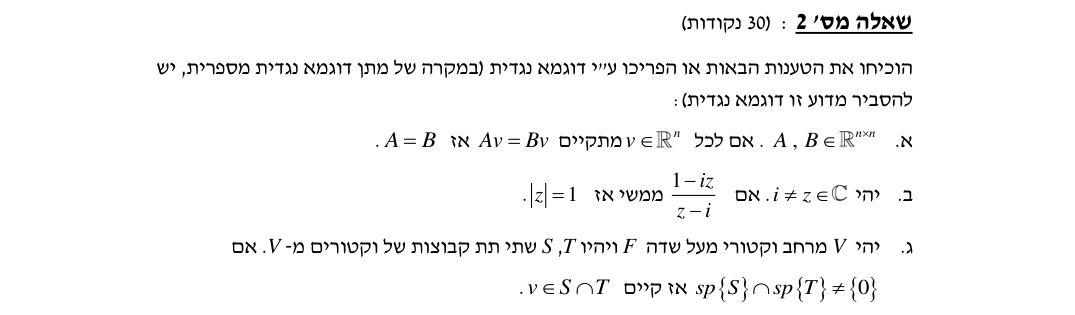 שאלה מס׳ 2 : (30 נקודות)
הוכיחו את הטענות הבאות או הפריכו ע״י דוגמא נגדית (במקרה של מתן דוגמא נגדית מספרית, יש
להסביר מדוע זו דוגמא נגדית):
א. A , B ∈ ℝⁿˣⁿ . אם לכל v ∈ ℝⁿ מתקיים Av = Bv אז A = B .
ב. יהי i ≠ z ∈ ℂ. אם (1 − iz)/(z − i) ממשי אז |z| = 1.
ג. יהי V מרחב וקטורי מעל שדה F ויהיו S ,T שתי תת קבוצות של וקטורים מ- V. אם
sp{S} ∩ sp{T} ≠ {0} אז קיים v ∈ S ∩ T .